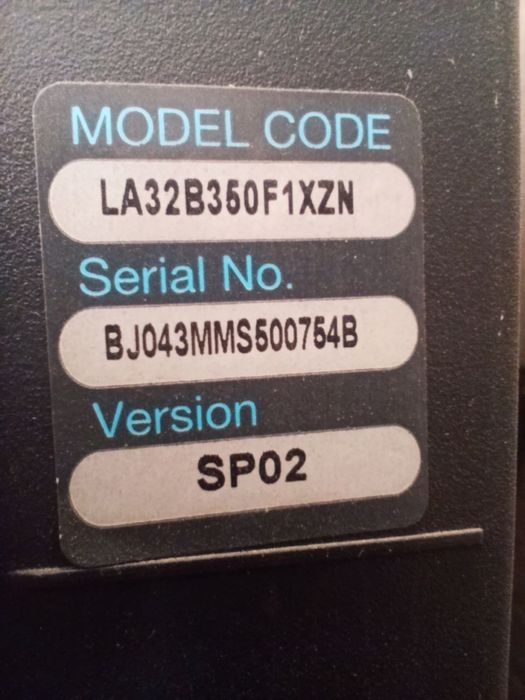 MODEL CODE
LA32B350F1XZN
Serial No.
BJ043MMS500754B
Version
SP02